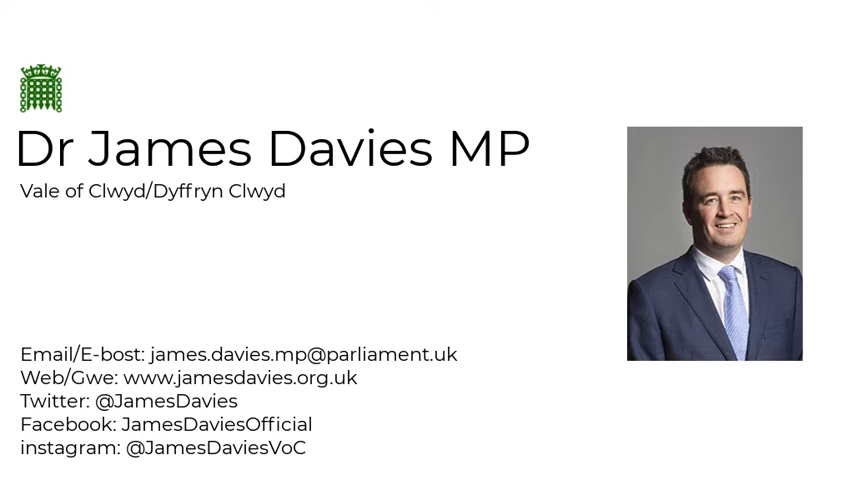 Dr James Davies MP
Vale of Clwyd/Dyffryn Clwyd
Email/E-bost: james.davies.mp@parliament.uk
Web/Gwe: www.jamesdavies.org.uk
Twitter: @JamesDavies
Facebook: JamesDaviesOfficial
instagram: @JamesDaviesVoC